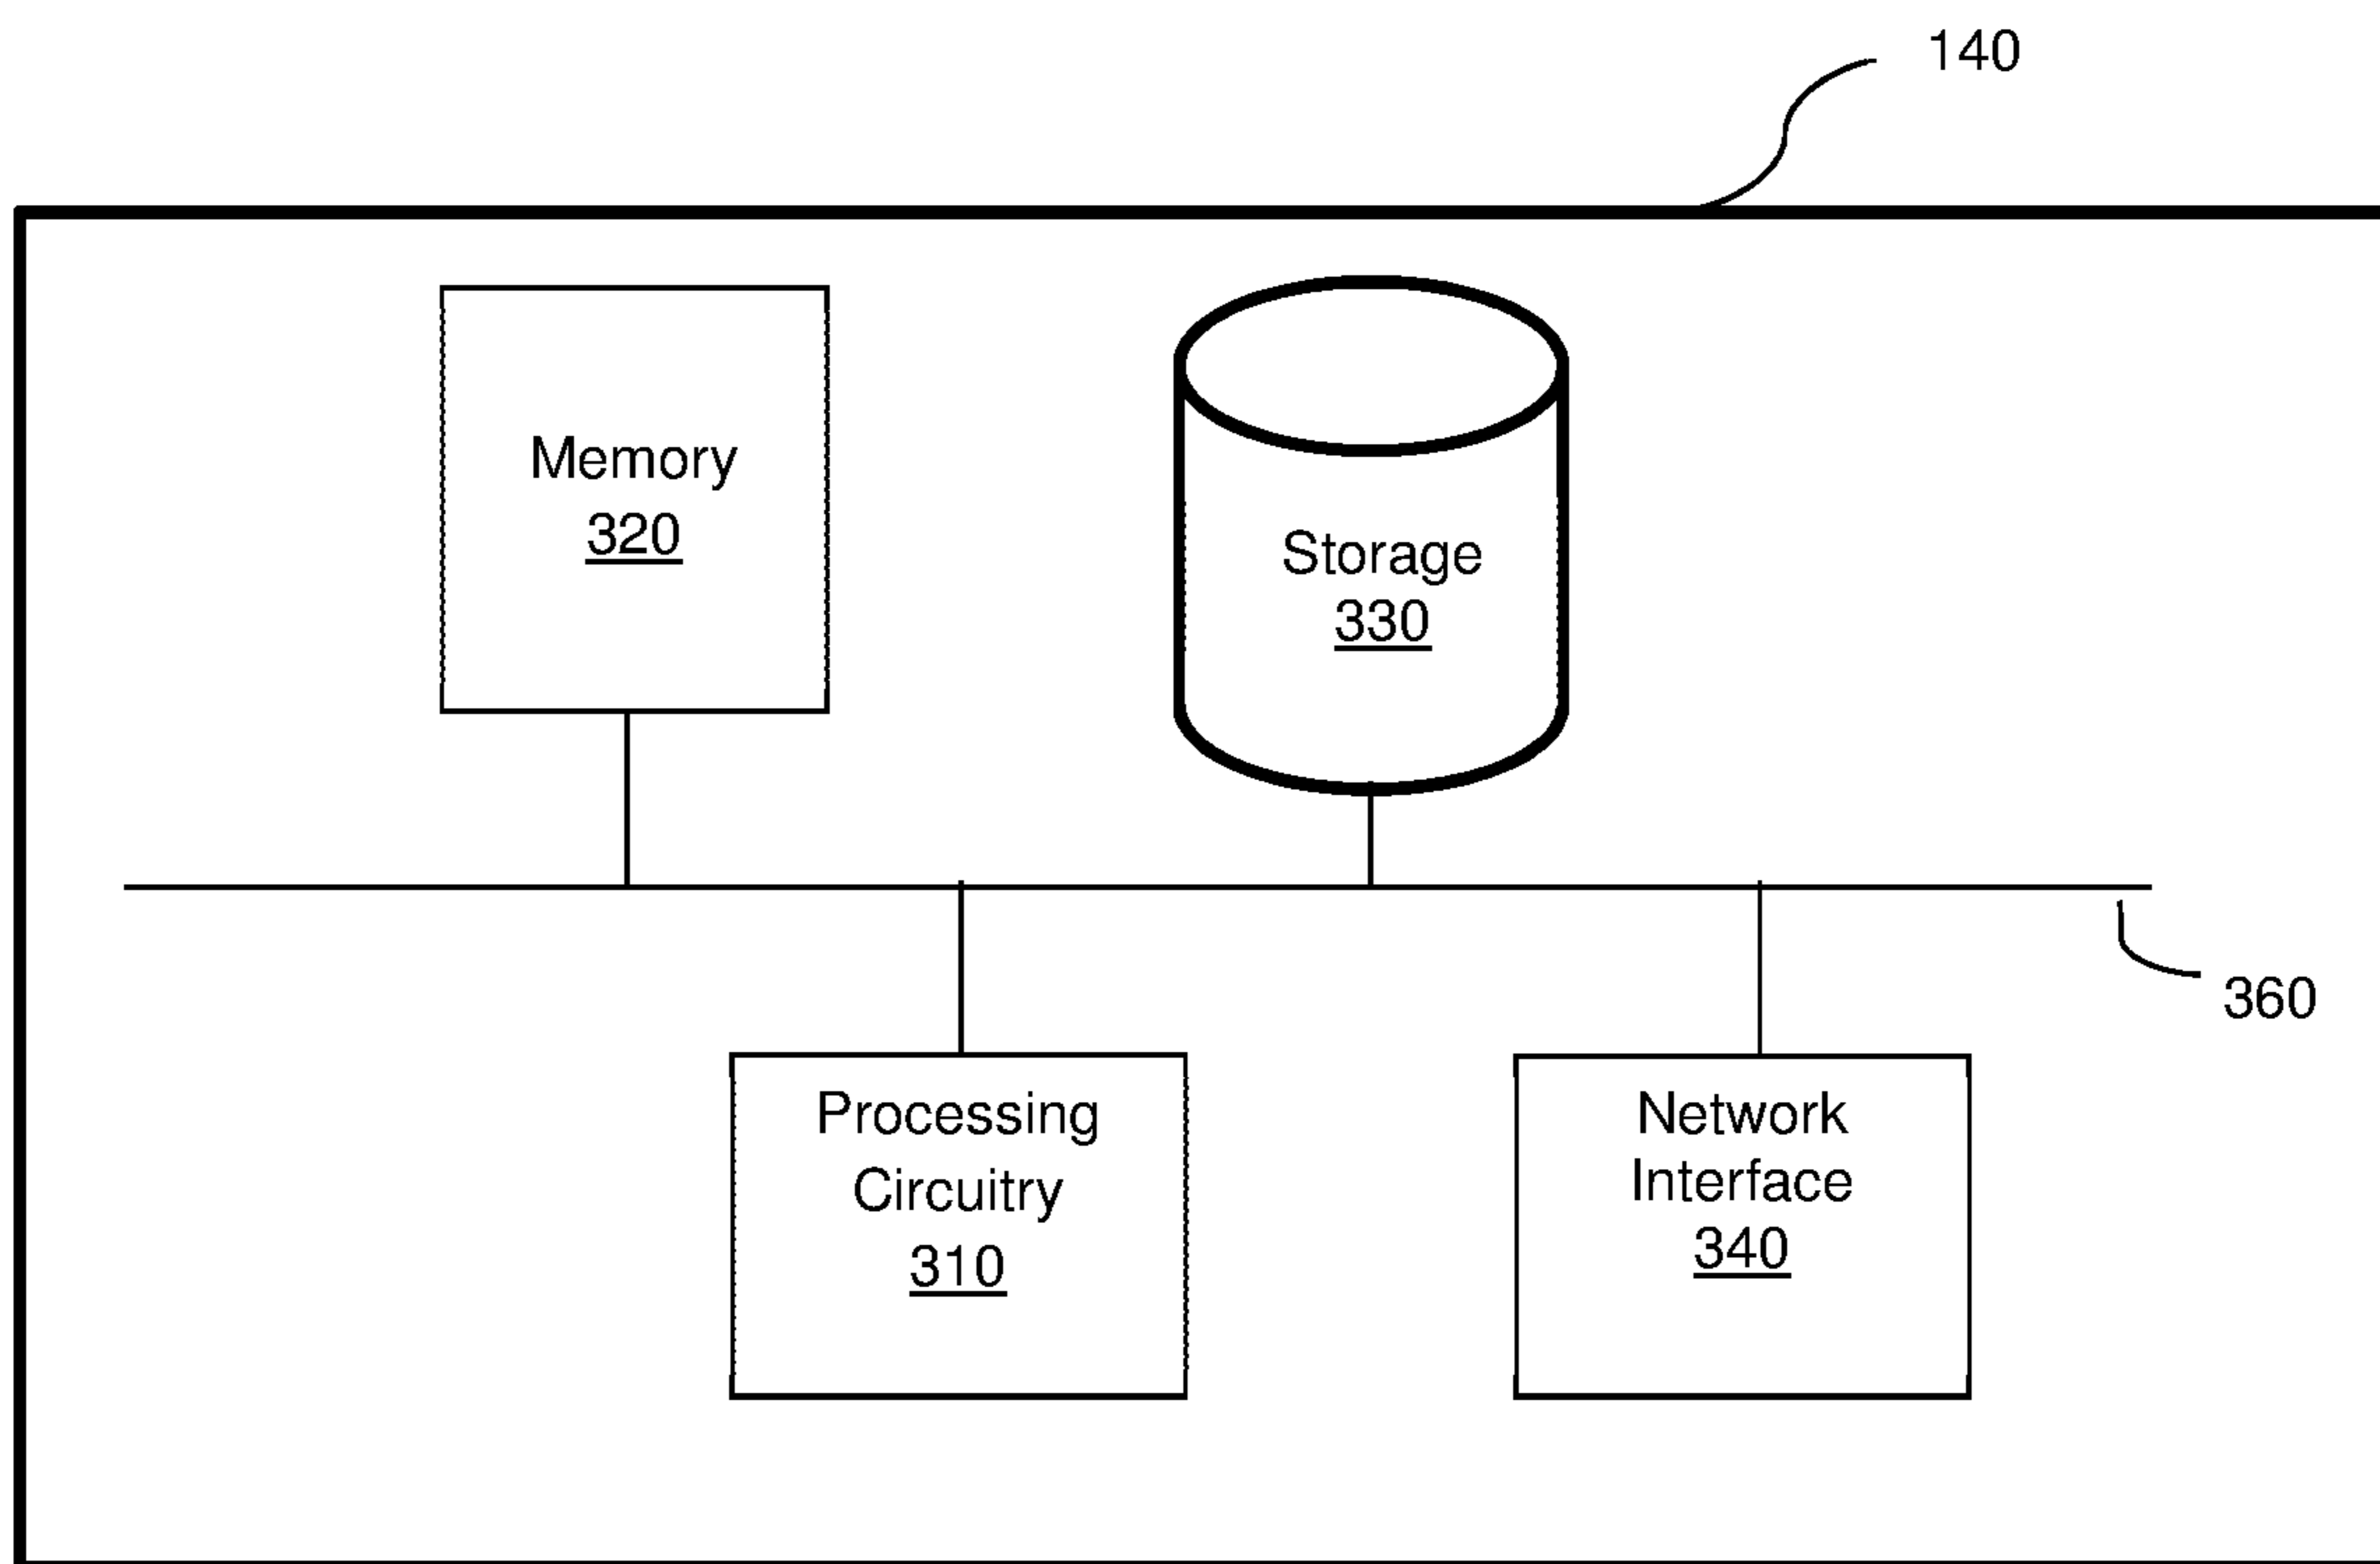 140
Memory
320
Storage
330
360
Processing
Circuitry
310
Network
Interface
340